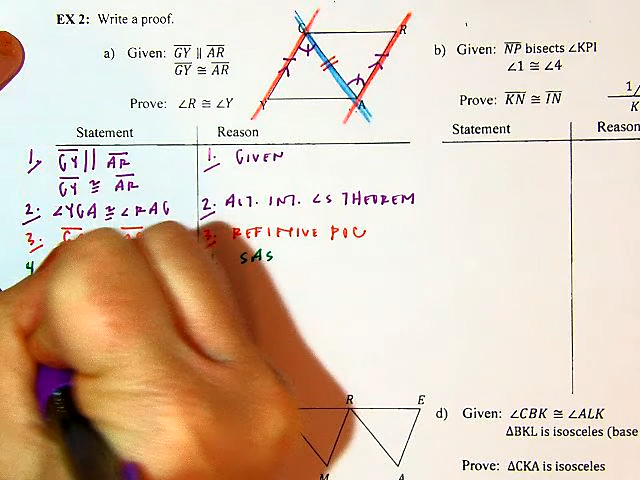 EX 2: Write a proof.
a) Given: GY || AR
GY ≅ AR
Prove: ∠R ≅ ∠Y
G
R
Y
A
Statement
Reason
1. GY || AR
1. GIVEN
GY ≅ AR
2. ∠YGA ≅ ∠RAG
2. ALT. INT. ∠S THEOREM
3.
3. REFLEXIVE POC
4
SAS
b) Given: NP bisects ∠KPI
∠1 ≅ ∠4
Prove: KN ≅ IN
1/
K
Statement
Reason
R
E
M
A
d) Given: ∠CBK ≅ ∠ALK
ΔBKL is isosceles (base
Prove: ΔCKA is isosceles